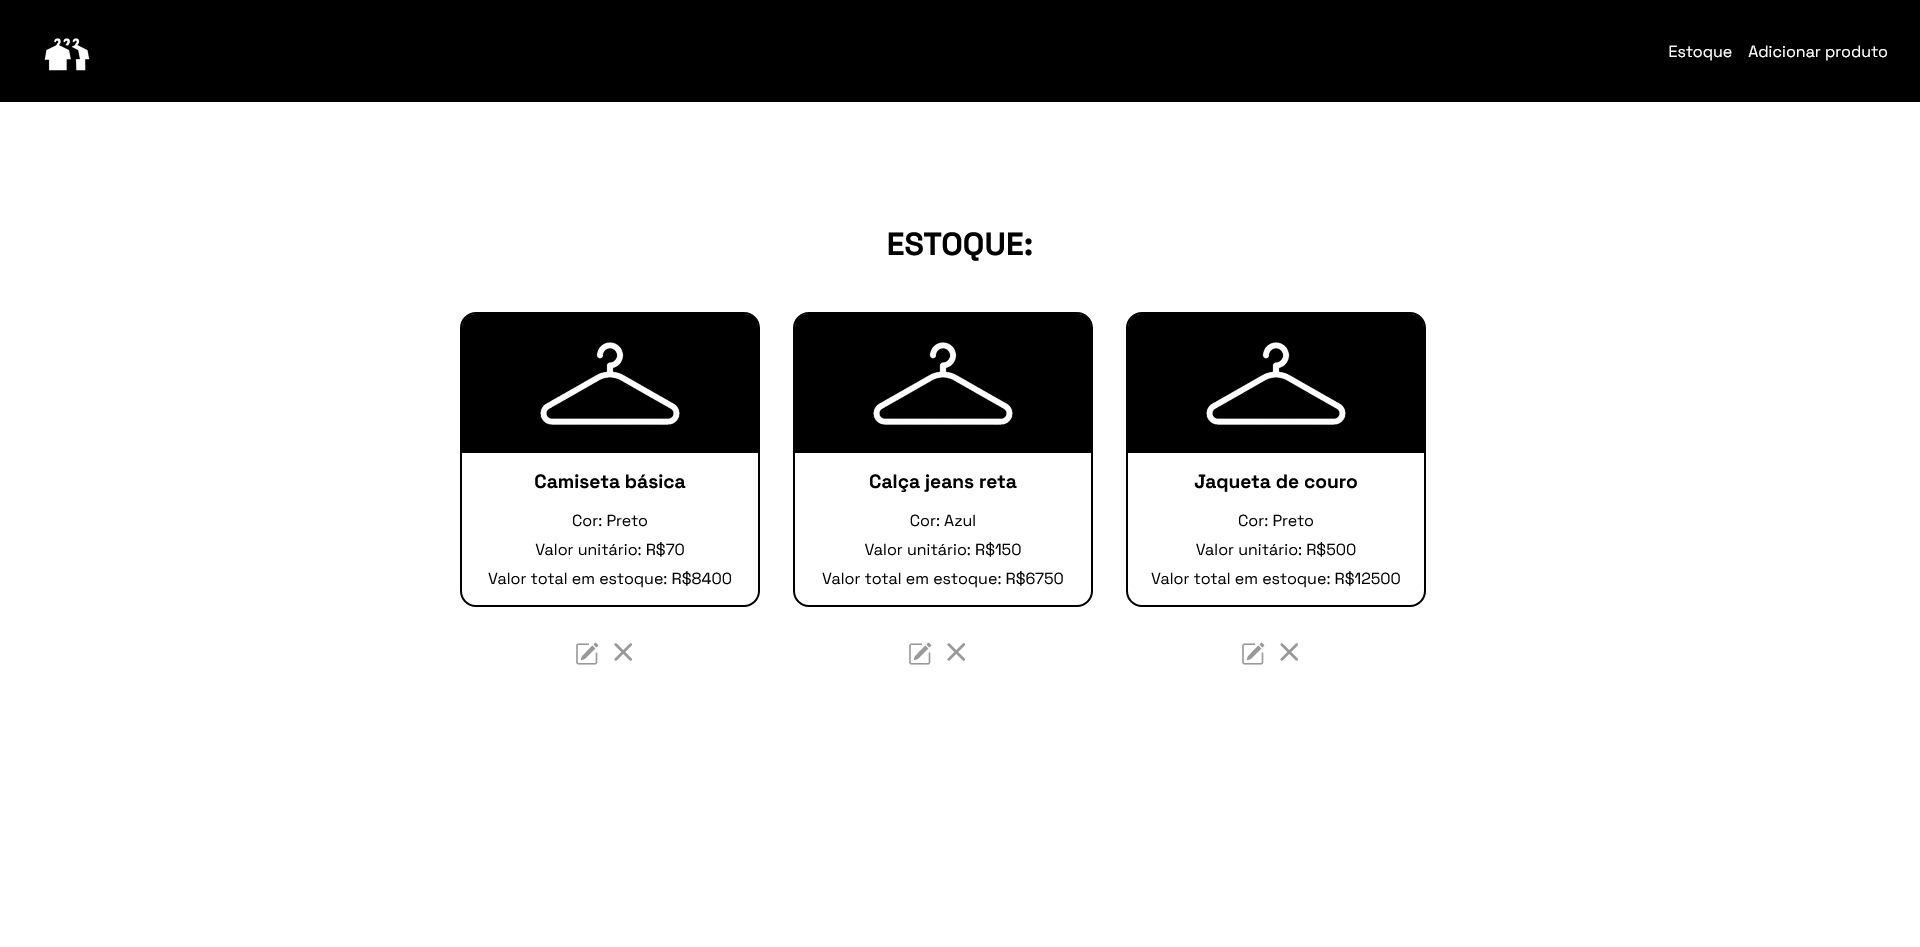 Estoque Adicionar produto
ESTOQUE:
Camiseta básica
Cor: Preto
Valor unitário: R$70
Valor total em estoque: R$8400
Calça jeans reta
Cor: Azul
Valor unitário: R$150
Valor total em estoque: R$6750
Jaqueta de couro
Cor: Preto
Valor unitário: R$500
Valor total em estoque: R$12500